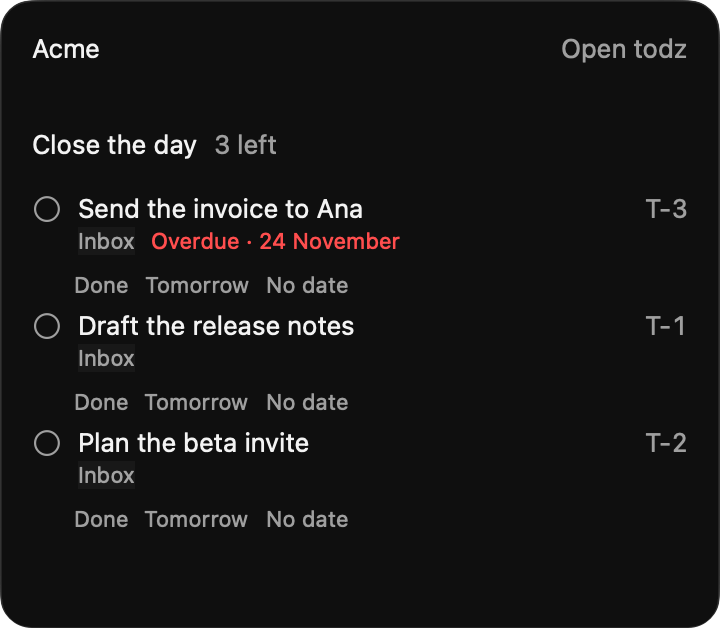 Acme Open todz
Close the day 3 left
Send the invoice to Ana T-3
Inbox Overdue · 24 November
Done Tomorrow No date
Draft the release notes T-1
Inbox
Done Tomorrow No date
Plan the beta invite T-2
Inbox
Done Tomorrow No date